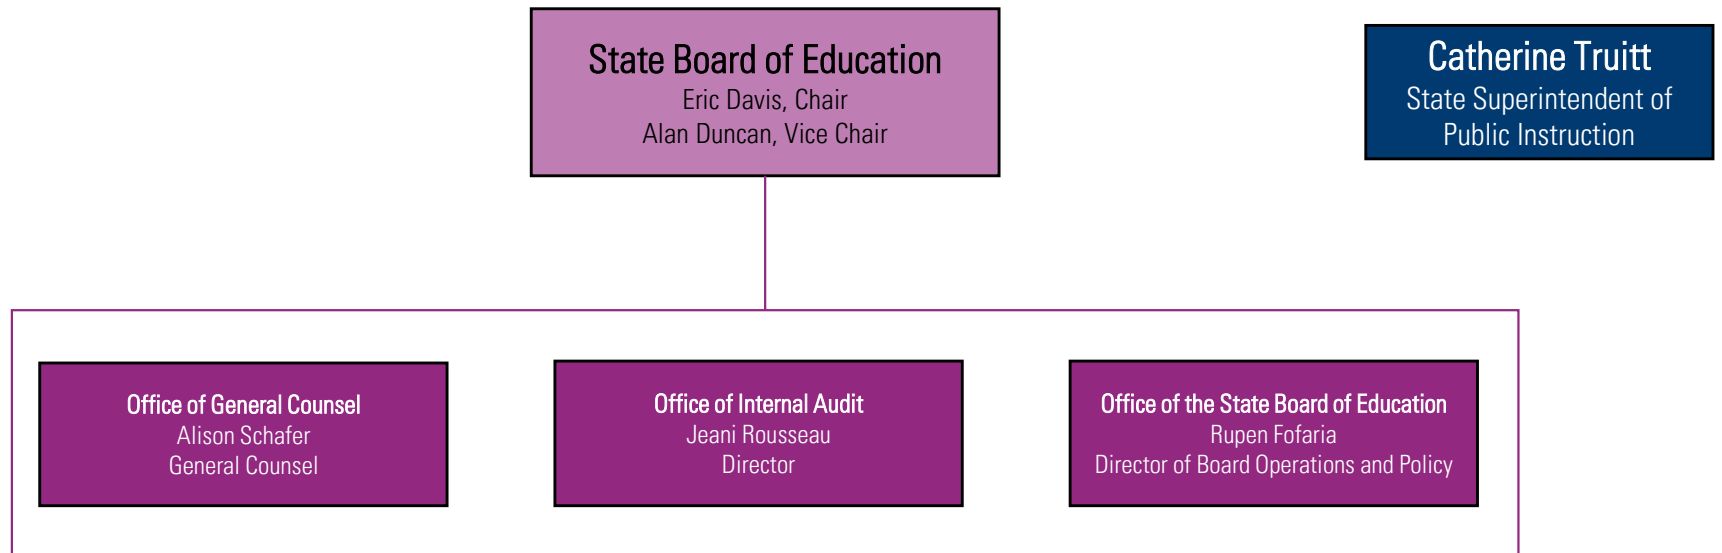 State Board of Education
Eric Davis, Chair
Alan Duncan, Vice Chair
Catherine Truitt
State Superintendent of
Public Instruction
Office of General Counsel
Alison Schafer
General Counsel
Office of Internal Audit
Jeani Rousseau
Director
Office of the State Board of Education
Rupen Fofaria
Director of Board Operations and Policy